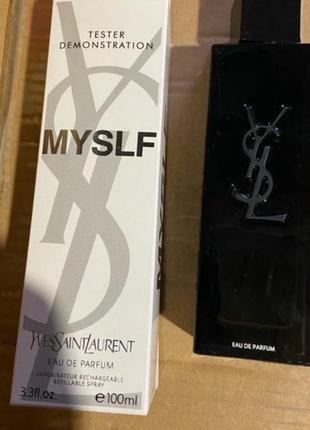 TESTER
DEMONSTRATION
MYSLF
YSL
YVESSAINTLAURENT
EAU DE PARFUM
VAPORISATEUR RECHARGEABLE
REFILLABLE SPRAY
3.3fl.oz. e100ml
YSL
EAU DE PARFUM